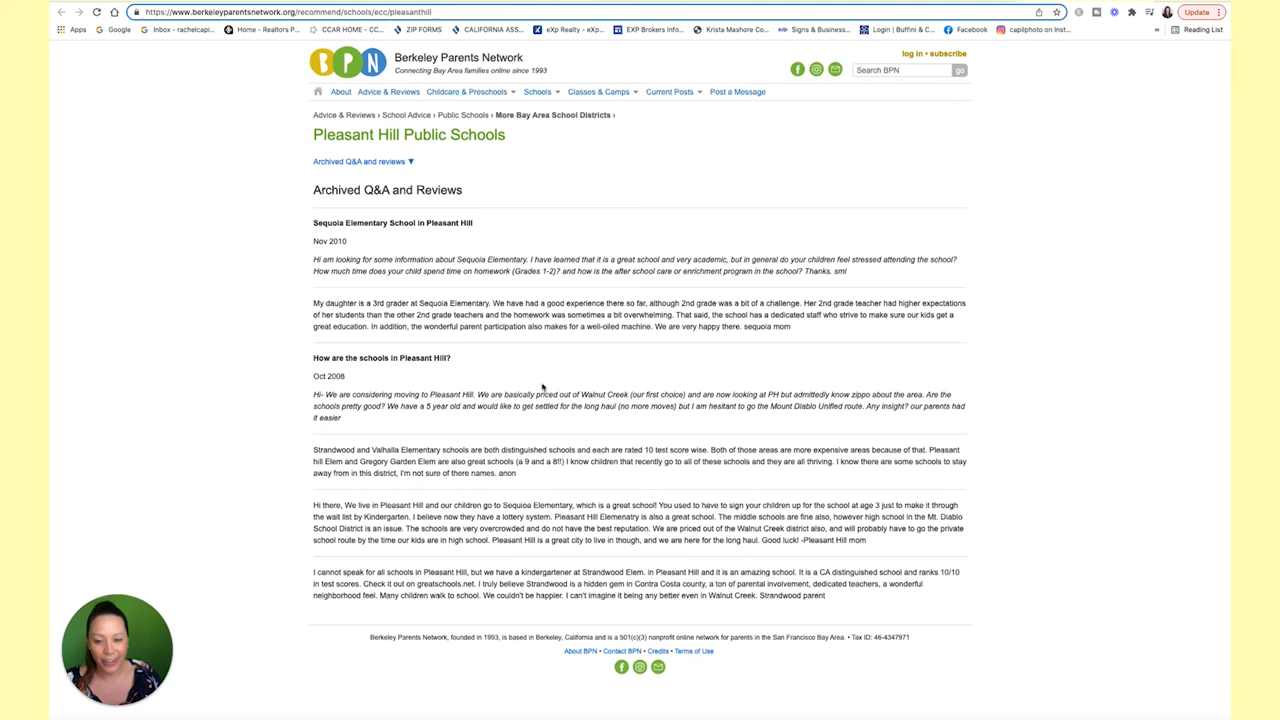 https://www.berkeleyparentsnetwork.org/recommend/schools/ecc/pleasanthill
Update
Apps Google Inbox - rachelcapi... Home - Realtors P... CCAR HOME - CC... ZIP FORMS CALIFORNIA ASS... eXp Realty - eXp... EXP Brokers Info... Krista Mashore Co... Signs & Business... Login | Buffini & C... Facebook capilphoto on Inst... » Reading List
BPN
Berkeley Parents Network
Connecting Bay Area families online since 1993
log in • subscribe
Search BPN go
About Advice & Reviews Childcare & Preschools Schools Classes & Camps Current Posts Post a Message
Advice & Reviews › School Advice › Public Schools › More Bay Area School Districts ›
Pleasant Hill Public Schools
Archived Q&A and reviews ▼
Archived Q&A and Reviews
Sequoia Elementary School in Pleasant Hill
Nov 2010
Hi am looking for some information about Sequoia Elementary. I have learned that it is a great school and very academic, but in general do your children feel stressed attending the school?
How much time does your child spend time on homework (Grades 1-2)? and how is the after school care or enrichment program in the school? Thanks. sml
My daughter is a 3rd grader at Sequoia Elementary. We have had a good experience there so far, although 2nd grade was a bit of a challenge. Her 2nd grade teacher had higher expectations
of her students than the other 2nd grade teachers and the homework was sometimes a bit overwhelming. That said, the school has a dedicated staff who strive to make sure our kids get a
great education. In addition, the wonderful parent participation also makes for a well-oiled machine. We are very happy there. sequoia mom
How are the schools in Pleasant Hill?
Oct 2008
Hi- We are considering moving to Pleasant Hill. We are basically priced out of Walnut Creek (our first choice) and are now looking at PH but admittedly know zippo about the area. Are the
schools pretty good? We have a 5 year old and would like to get settled for the long haul (no more moves) but I am hesitant to go the Mount Diablo Unified route. Any insight? our parents had
it easier
Strandwood and Valhalla Elementary schools are both distinguished schools and each are rated 10 test score wise. Both of those areas are more expensive areas because of that. Pleasant
hill Elem and Gregory Garden Elem are also great schools (a 9 and a 8!!) I know children that recently go to all of these schools and they are all thriving. I know there are some schools to stay
away from in this district, I'm not sure of there names. anon
Hi there, We live in Pleasant Hill and our children go to Sequoia Elementary, which is a great school! You used to have to sign your children up for the school at age 3 just to make it through
the wait list by Kindergarten. I believe now they have a lottery system. Pleasant Hill Elemenatry is also a great school. The middle schools are fine also, however high school in the Mt. Diablo
School District is an issue. The schools are very overcrowded and do not have the best reputation. We are priced out of the Walnut Creek district also, and will probably have to go the private
school route by the time our kids are in high school. Pleasant Hill is a great city to live in though, and we are here for the long haul. Good luck! -Pleasant Hill mom
I cannot speak for all schools in Pleasant Hill, but we have a kindergartener at Strandwood Elem. in Pleasant Hill and it is an amazing school. It is a CA distinguished school and ranks 10/10
in test scores. Check it out on greatschools.net. I truly believe Strandwood is a hidden gem in Contra Costa county, a ton of parental involvement, dedicated teachers, a wonderful
neighborhood feel. Many children walk to school. We couldn't be happier. I can't imagine it being any better even in Walnut Creek. Strandwood parent
Berkeley Parents Network, founded in 1993, is based in Berkeley, California and is a 501(c)(3) nonprofit online network for parents in the San Francisco Bay Area. • Tax ID: 46-4347971
About BPN • Contact BPN • Credits • Terms of Use